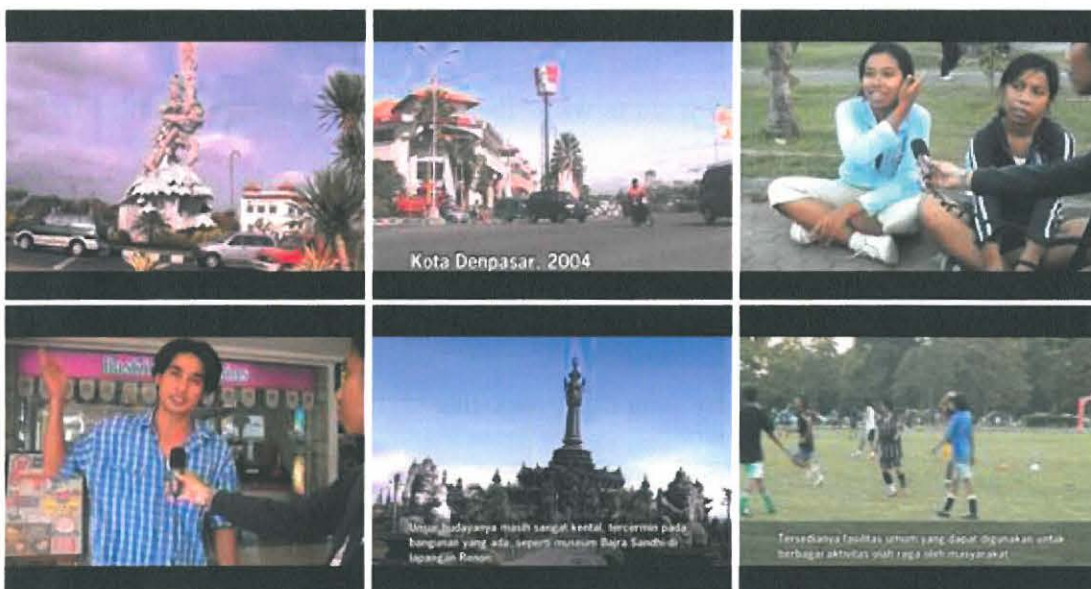 Kota Denpasar, 2004
Unsur budayanya masih sangat kental, tercermin pada
bangunan yang ada, seperti museum Bajra Sandhi di
lapangan Renon
Tersedianya fasilitas umum yang dapat digunakan untuk
berbagai aktivitas olah raga oleh masyarakat